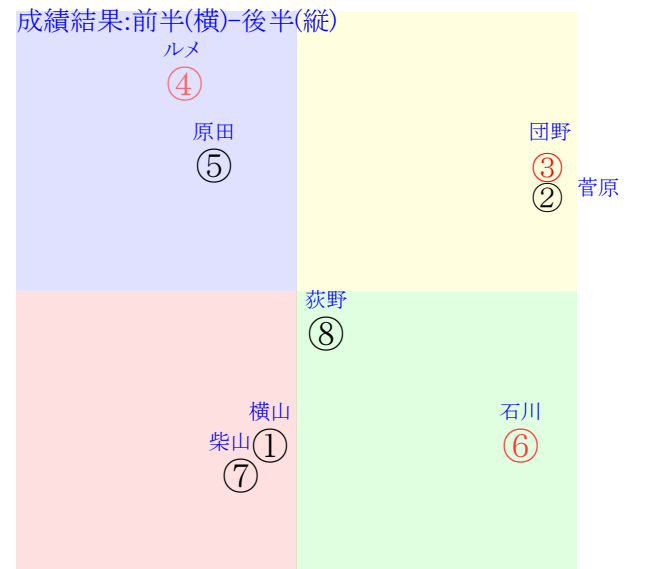 成績結果:前半(横)-後半(縦)
ルメ
④
原田
⑤
団野
③
②
菅原
荻野
⑧
横山
①
柴山
⑦
石川
⑥